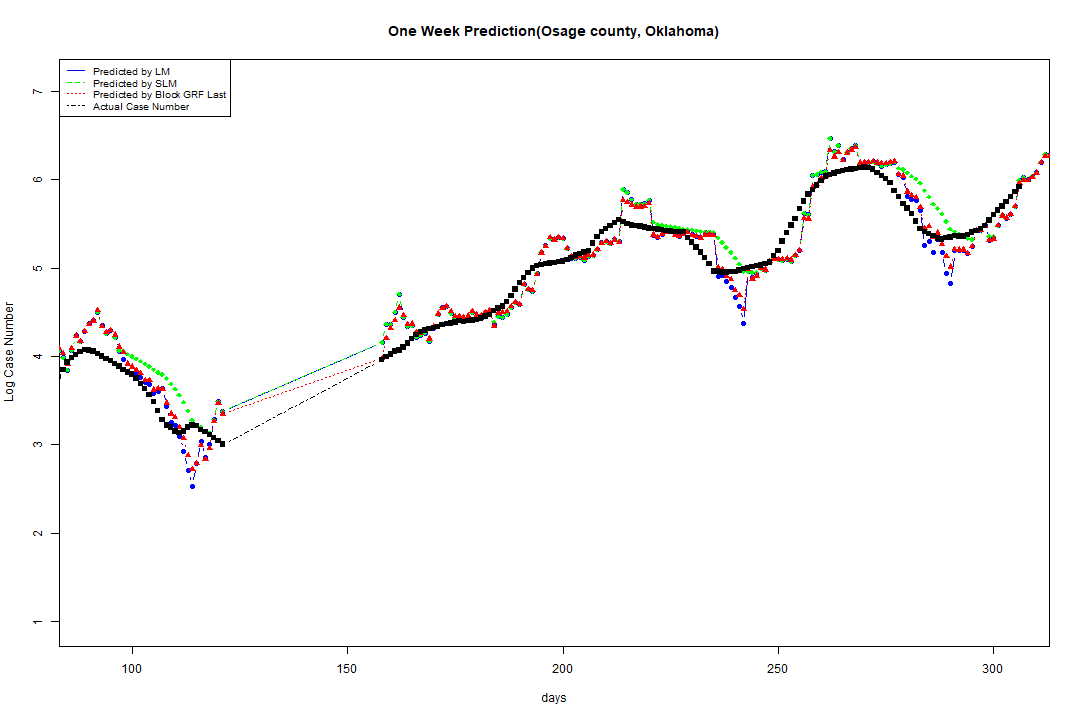 One Week Prediction(Osage county, Oklahoma)
Predicted by LM
Predicted by SLM
Predicted by Block GRF Last
Actual Case Number
7
6
5
4
3
2
1
Log Case Number
100 150 200 250 300
days